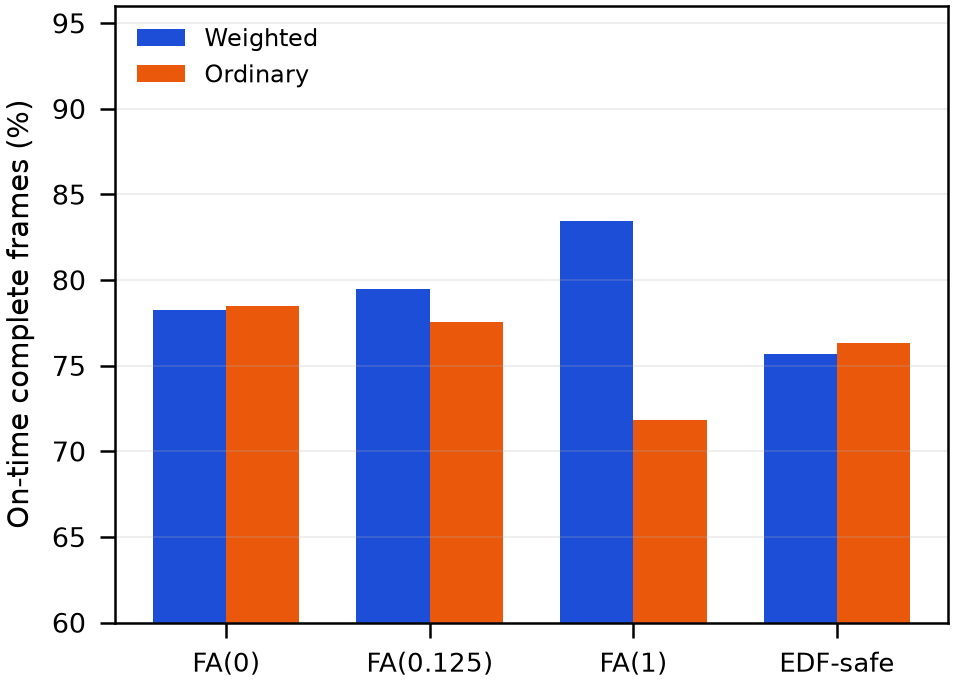 On-time complete frames (%)
95
90
85
80
75
70
65
60
Weighted
Ordinary
FA(0)
FA(0.125)
FA(1)
EDF-safe